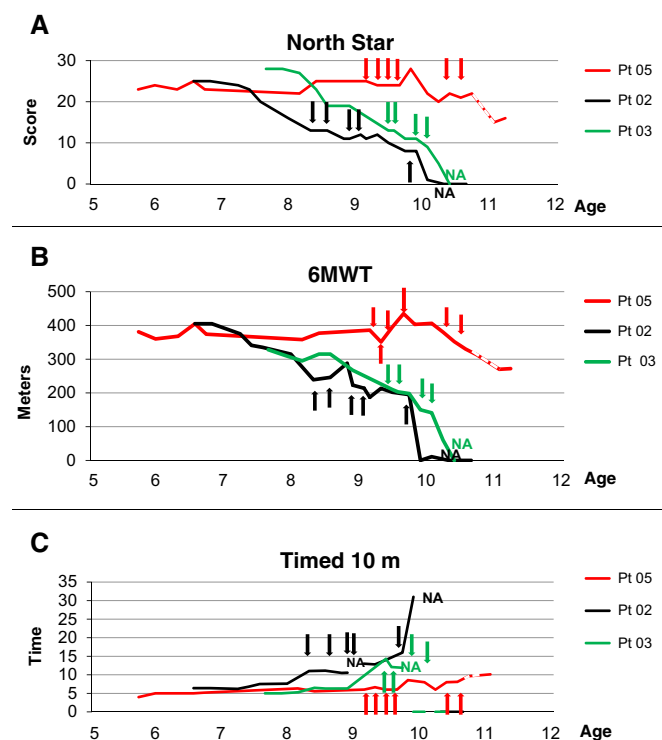 A
North Star
30
20
10
0
Score
Pt 05
Pt 02
Pt 03
NA
NA
5 6 7 8 9 10 11 12 Age
B
6MWT
500
400
300
200
100
0
Meters
Pt 05
Pt 02
Pt 03
NA
NA
5 6 7 8 9 10 11 12
Age
C
Timed 10 m
35
30
25
20
15
10
5
0
Time
Pt 05
Pt 02
Pt 03
NA
NA
NA
5 6 7 8 9 10 11 12 Age